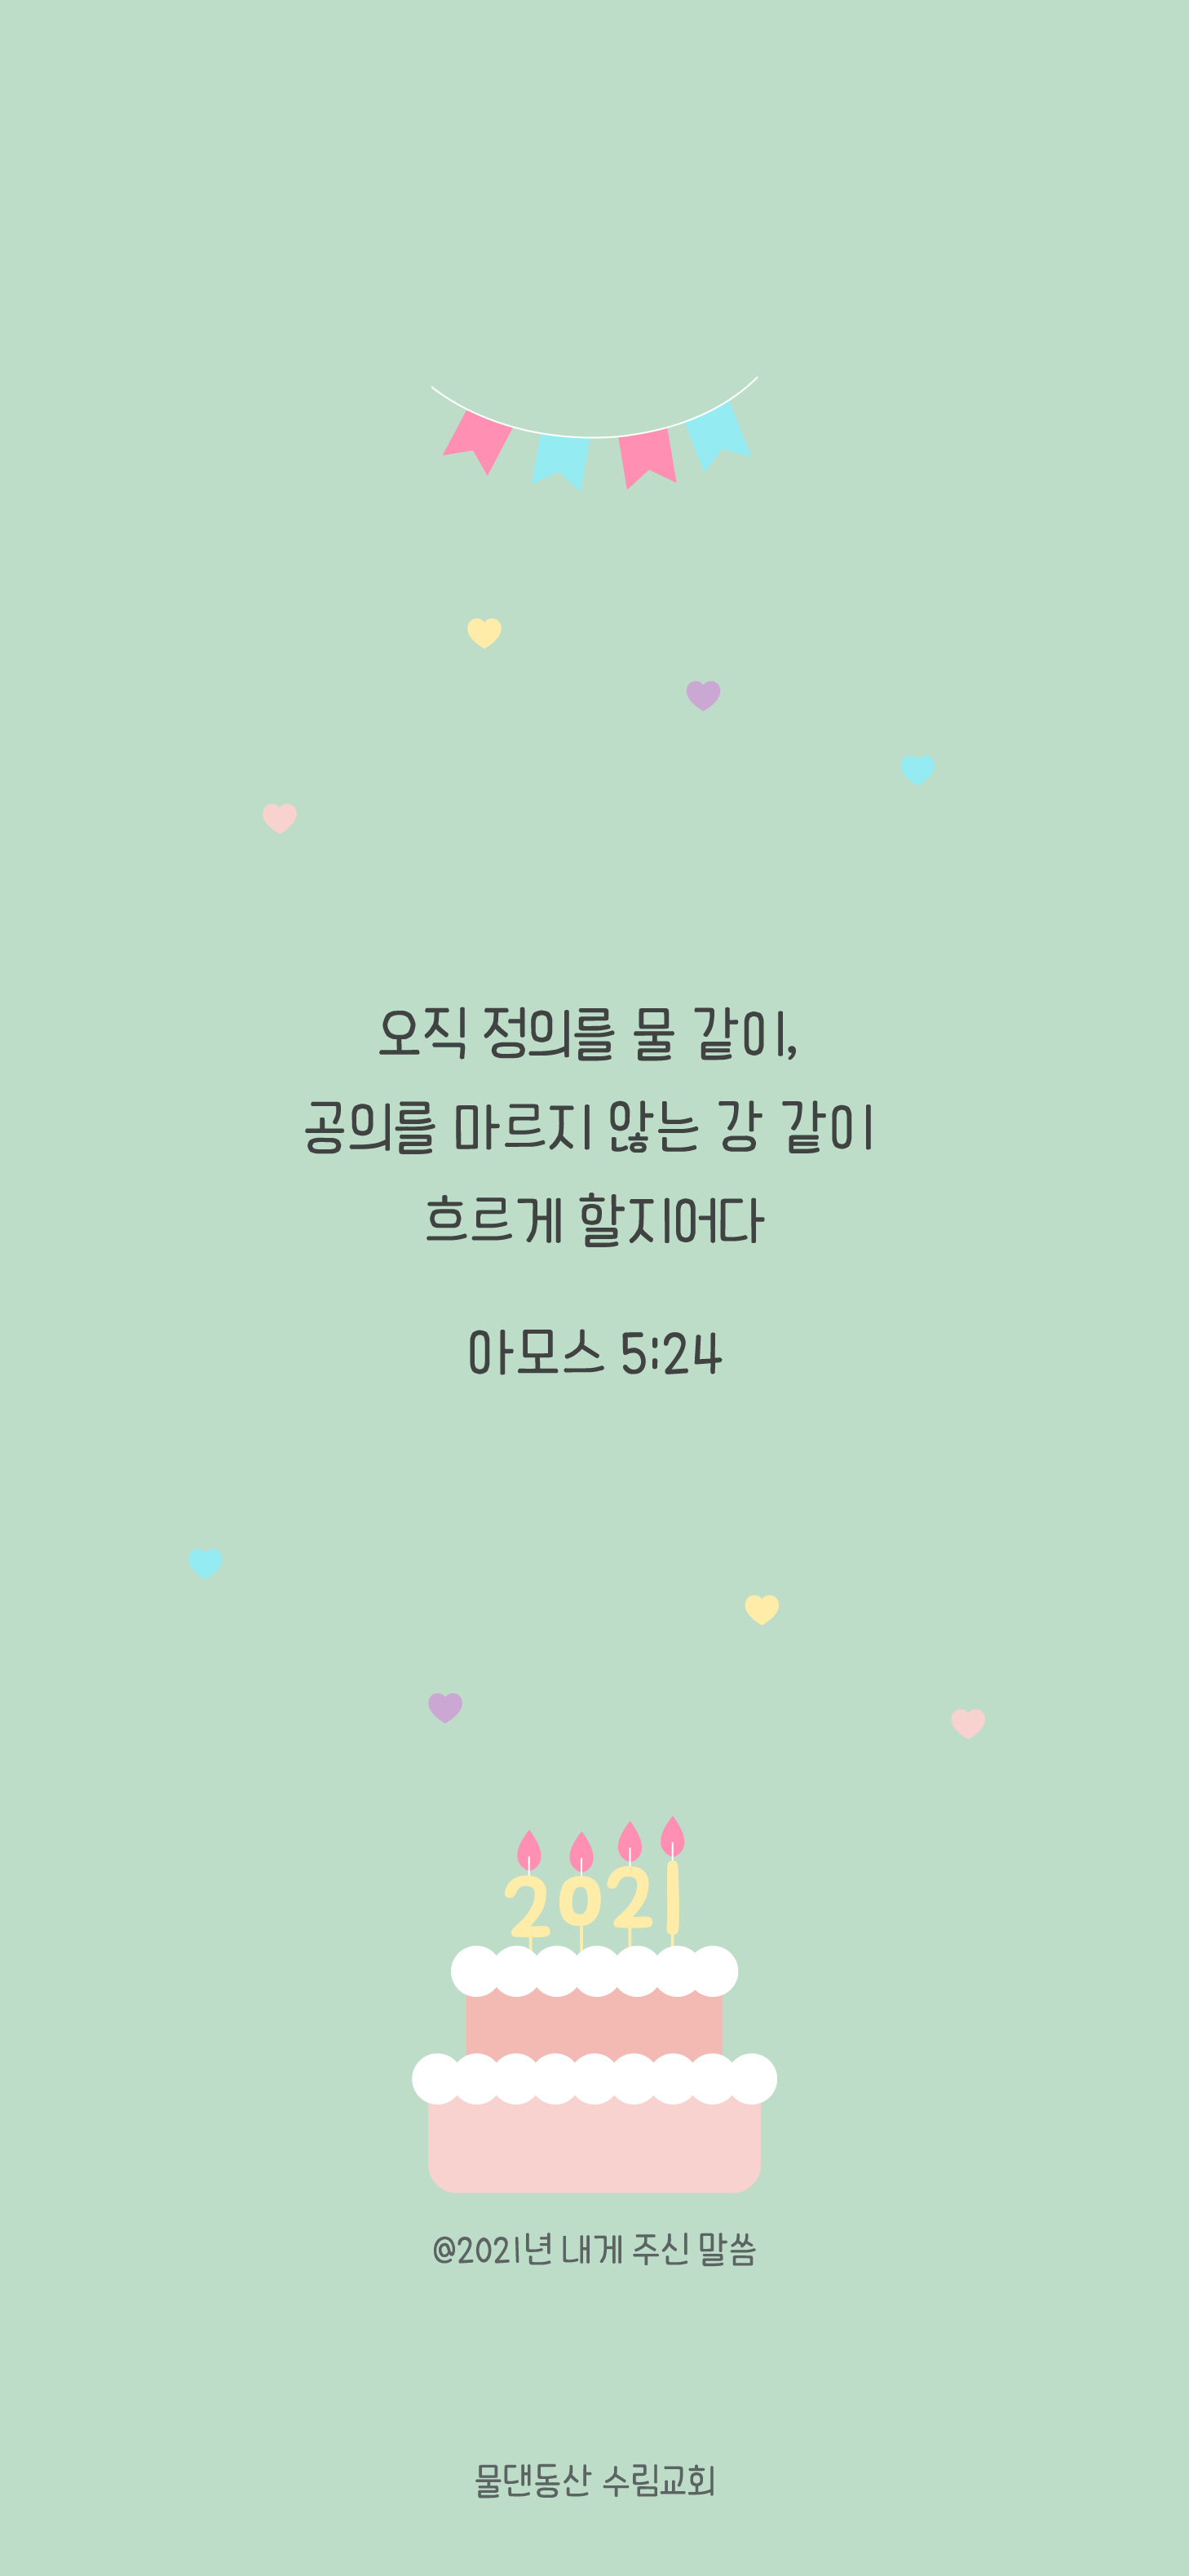 오직 정의를 물 같이,
공의를 마르지 않는 강 같이
흐르게 할지어다
아모스 5:24
2021
@2021년 내게 주신 말씀
물댄동산 수림교회